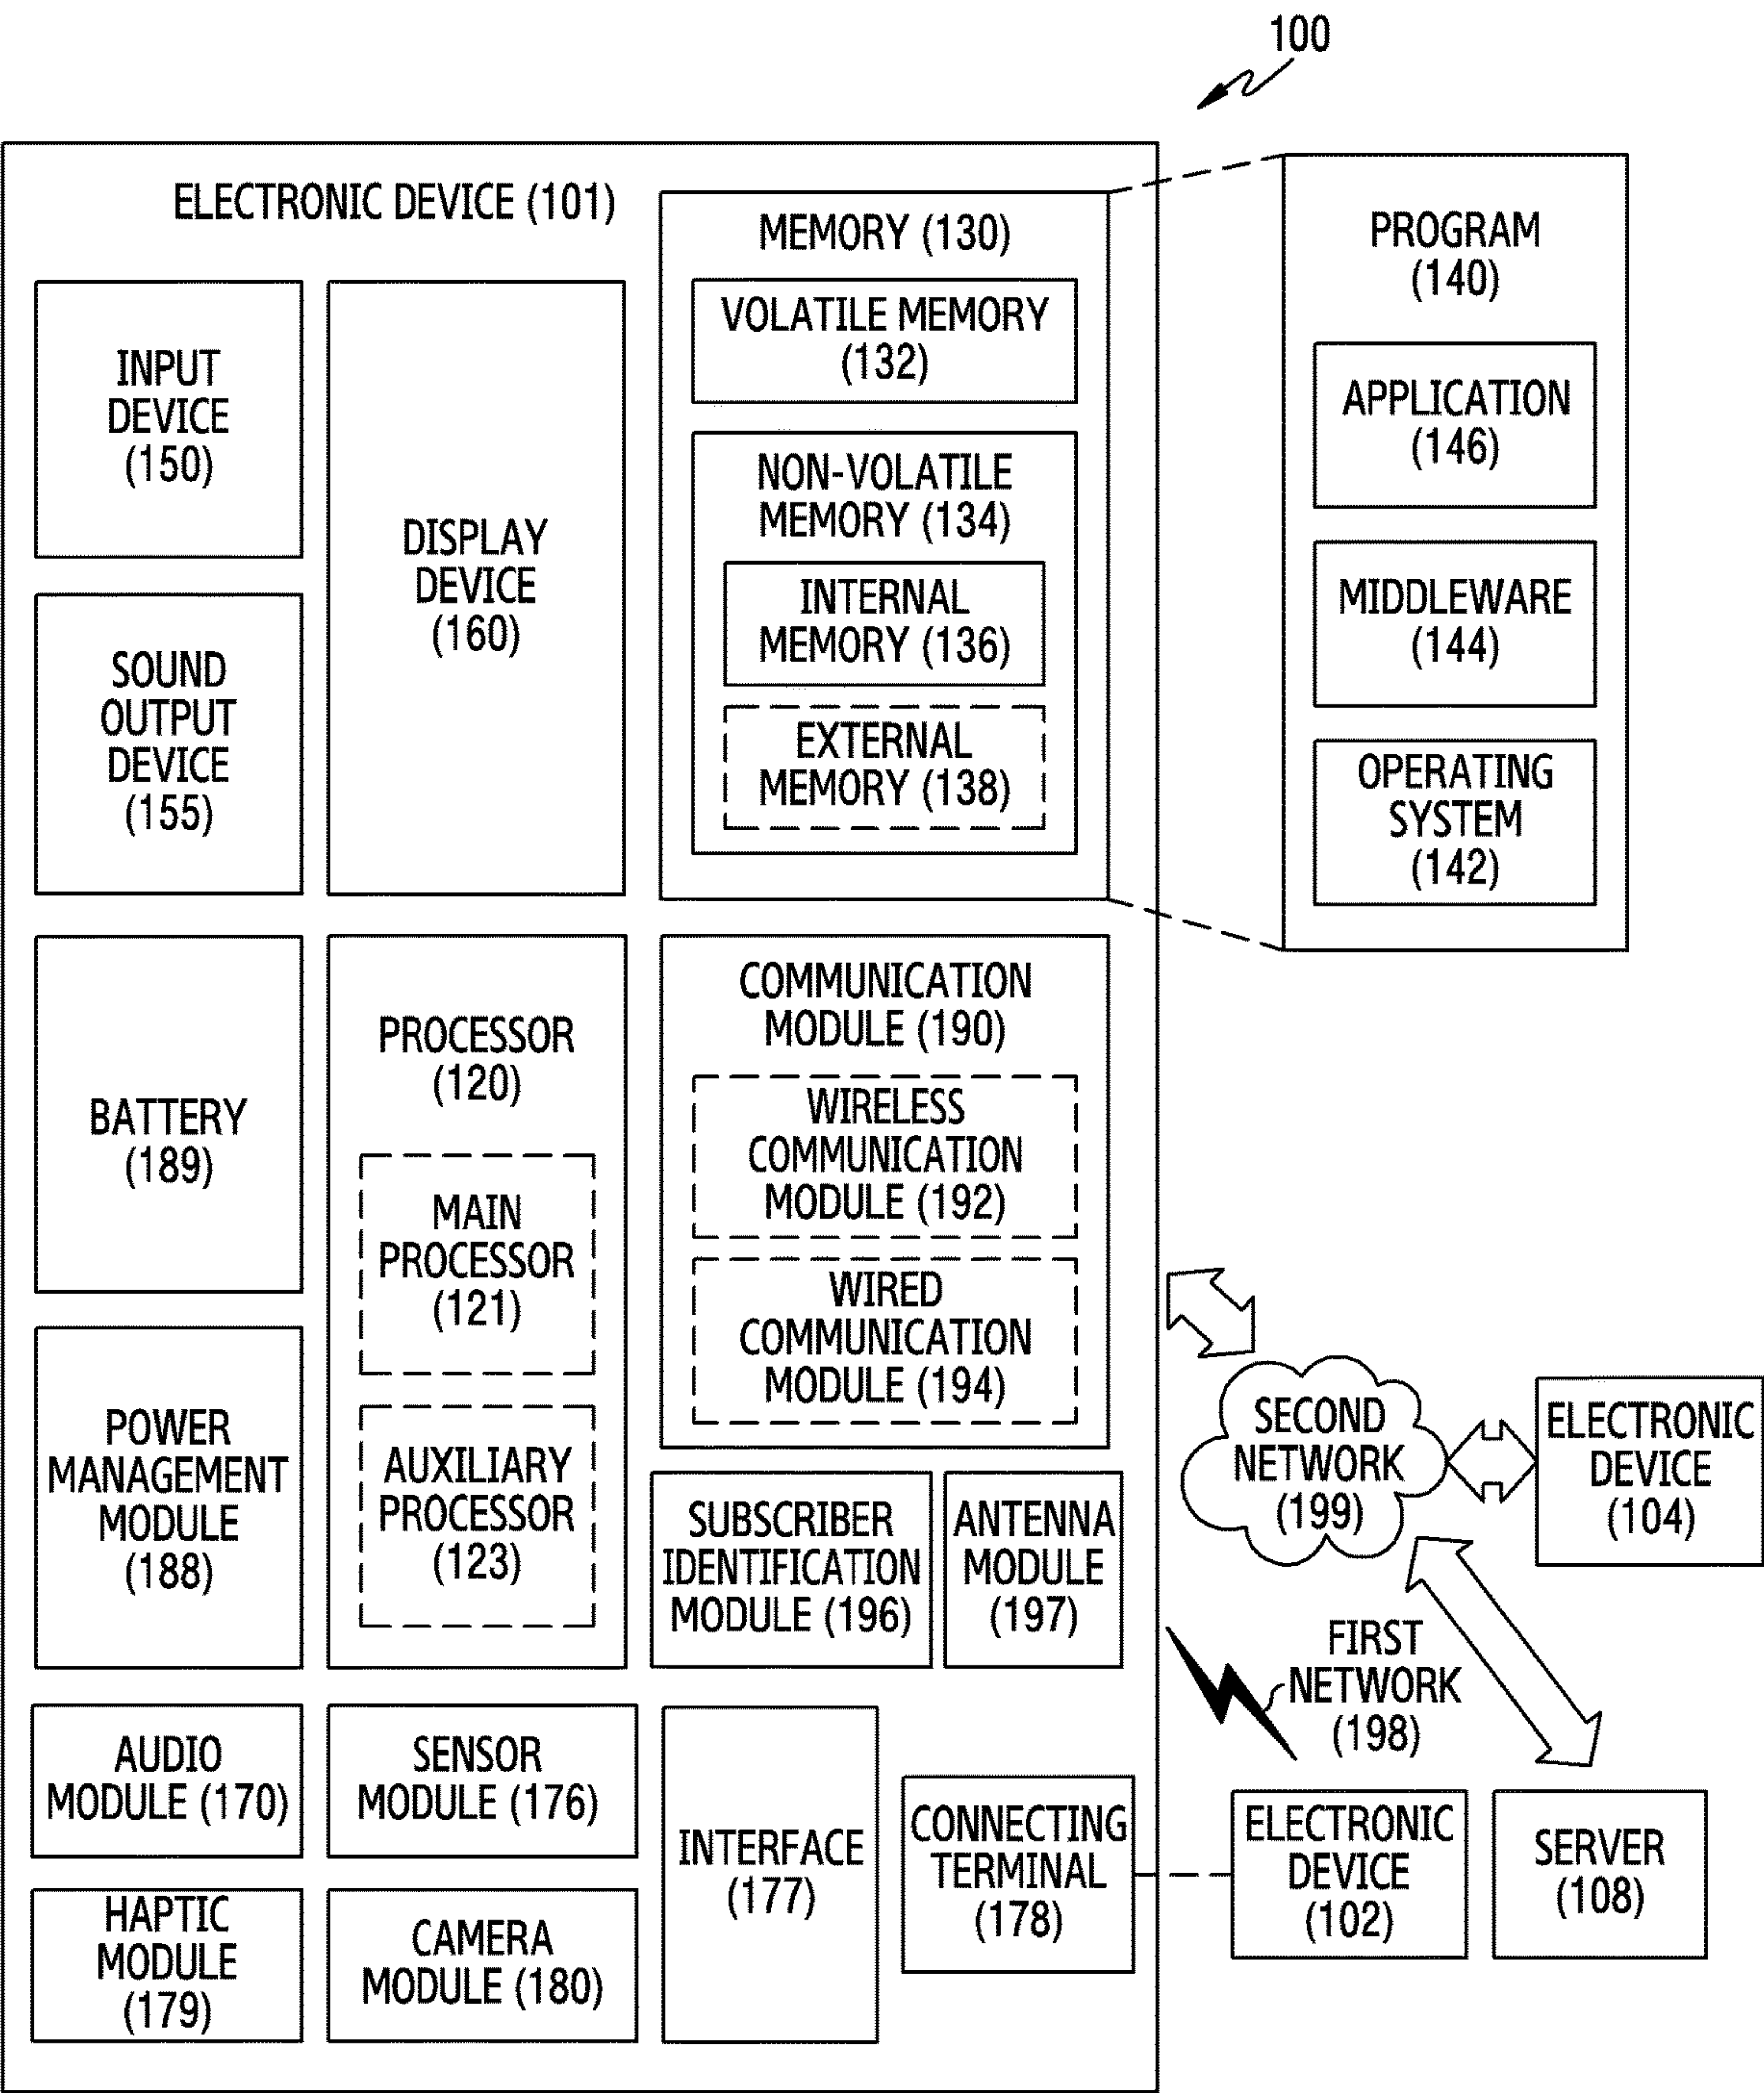 100
ELECTRONIC DEVICE (101)
INPUT
DEVICE
(150)
SOUND
OUTPUT
DEVICE
(155)
DISPLAY
DEVICE
(160)
MEMORY (130)
VOLATILE MEMORY
(132)
NON-VOLATILE
MEMORY (134)
INTERNAL
MEMORY (136)
EXTERNAL
MEMORY (138)
PROGRAM
(140)
APPLICATION
(146)
MIDDLEWARE
(144)
OPERATING
SYSTEM
(142)
BATTERY
(189)
POWER
MANAGEMENT
MODULE
(188)
PROCESSOR
(120)
MAIN
PROCESSOR
(121)
AUXILIARY
PROCESSOR
(123)
COMMUNICATION
MODULE (190)
WIRELESS
COMMUNICATION
MODULE (192)
WIRED
COMMUNICATION
MODULE (194)
SUBSCRIBER
IDENTIFICATION
MODULE (196)
ANTENNA
MODULE
(197)
SECOND
NETWORK
(199)
ELECTRONIC
DEVICE
(104)
FIRST
NETWORK
(198)
AUDIO
MODULE (170)
SENSOR
MODULE (176)
HAPTIC
MODULE
(179)
CAMERA
MODULE (180)
INTERFACE
(177)
CONNECTING
TERMINAL
(178)
ELECTRONIC
DEVICE
(102)
SERVER
(108)